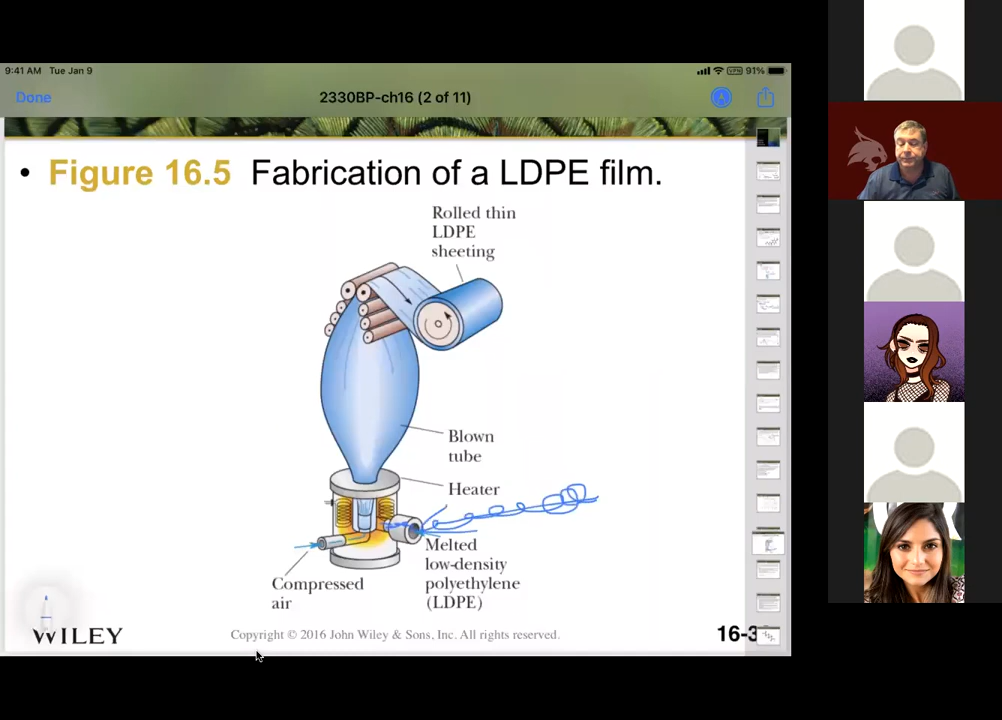 9:41 AM Tue Jan 9
VPN 91%
Done
2330BP-ch16 (2 of 11)
• Figure 16.5 Fabrication of a LDPE film.
Rolled thin
LDPE
sheeting
Blown
tube
Heater
Melted
low-density
polyethylene
(LDPE)
Compressed
air
WILEY
Copyright © 2016 John Wiley & Sons, Inc. All rights reserved.
16-3